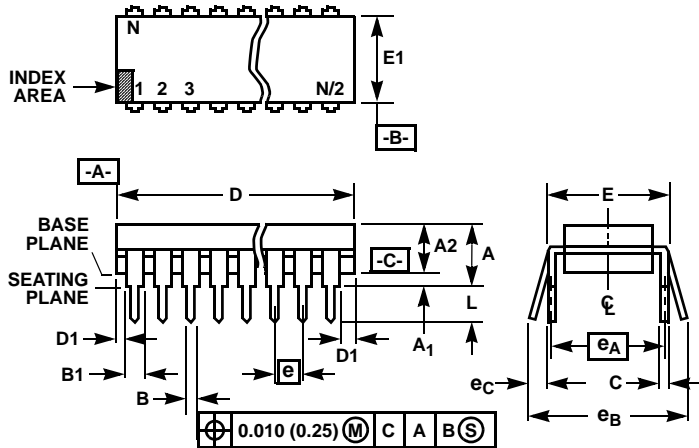 N
INDEX
AREA
1 2 3 N/2
E1
-B-
-A-
D
E
BASE
PLANE
A2
A
-C-
SEATING
PLANE
L
C L
D1
A1
D1
B1
e
eA
B
eC
C
eB
0.010 (0.25) M C A B S